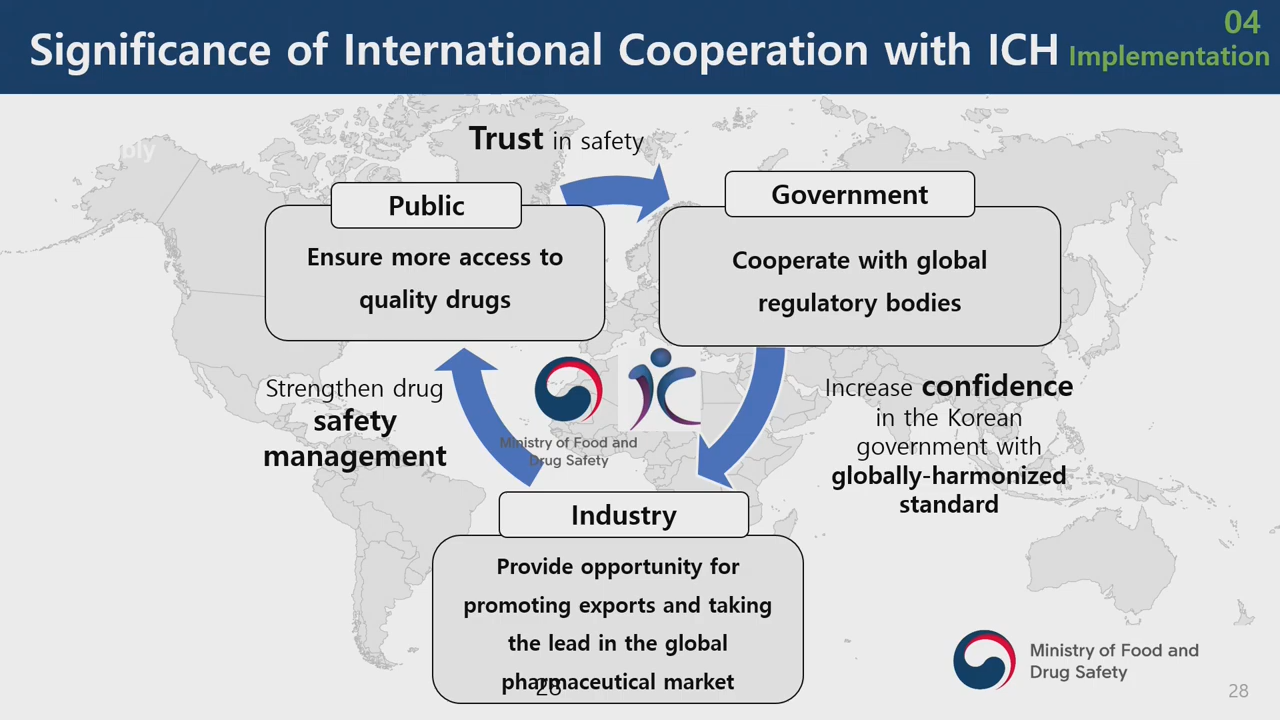 Significance of International Cooperation with ICH
04
Implementation
Trust in safety
Public
Ensure more access to
quality drugs
Government
Cooperate with global
regulatory bodies
Strengthen drug
safety
management
Ministry of Food and
Drug Safety
Increase confidence
in the Korean
government with
globally-harmonized
standard
Industry
Provide opportunity for
promoting exports and taking
the lead in the global
pharmaceutical market
28
Ministry of Food and
Drug Safety
28